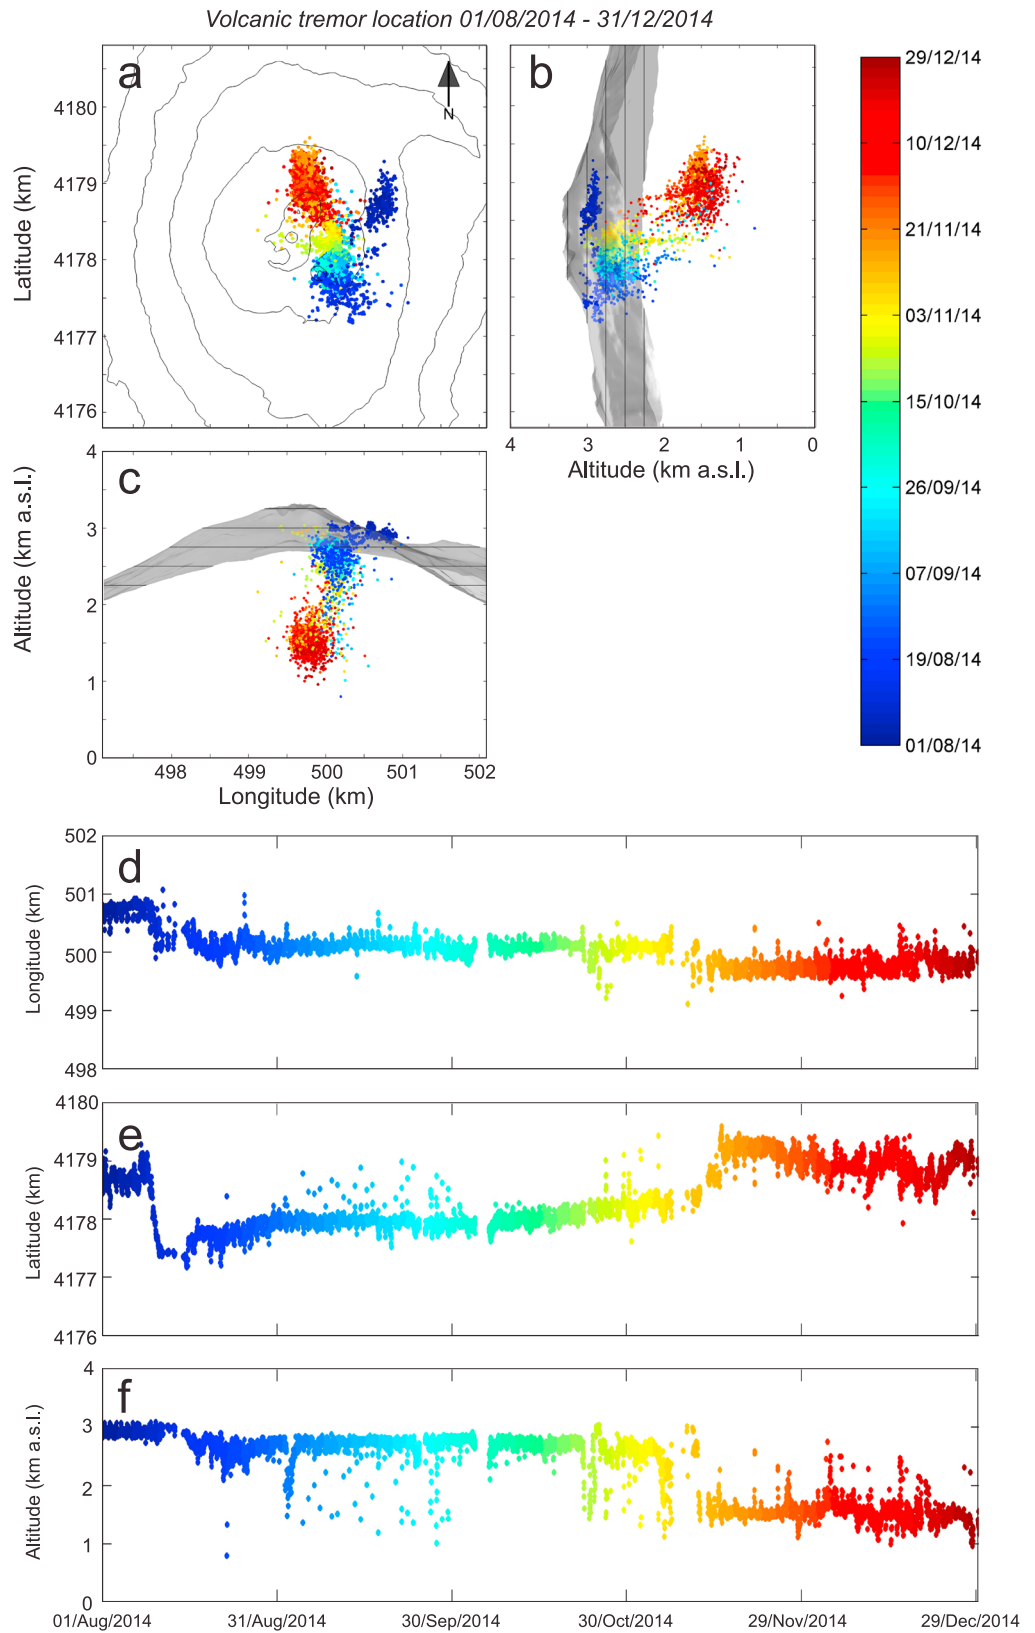 Volcanic tremor location 01/08/2014 - 31/12/2014
a
N
4180
4179
4178
4177
4176
Latitude (km)
b
4
3
2
1
0
Altitude (km a.s.l.)
29/12/14
10/12/14
21/11/14
03/11/14
15/10/14
26/09/14
07/09/14
19/08/14
01/08/14
c
4
3
2
1
0
Altitude (km a.s.l.)
498
499
500
501
502
Longitude (km)
d
502
501
500
499
498
Longitude (km)
e
4180
4179
4178
4177
4176
Latitude (km)
f
4
3
2
1
0
Altitude (km a.s.l.)
01/Aug/2014
31/Aug/2014
30/Sep/2014
30/Oct/2014
29/Nov/2014
29/Dec/2014